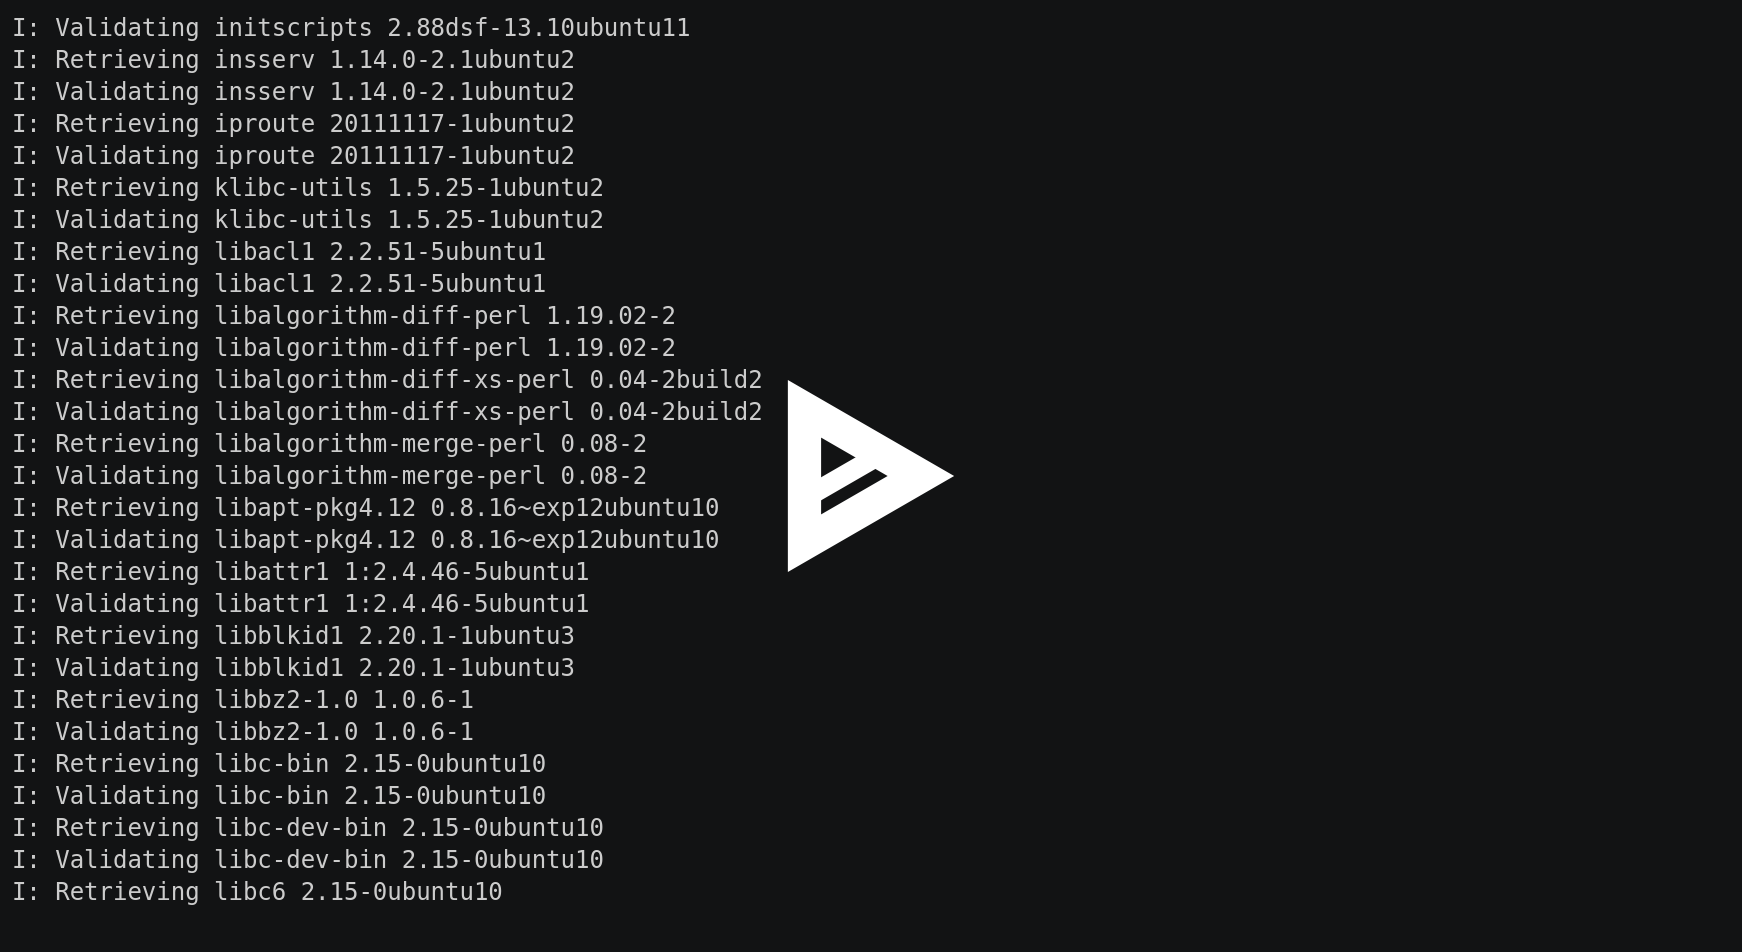 I: Validating initscripts 2.88dsf-13.10ubuntu11
I: Retrieving insserv 1.14.0-2.1ubuntu2
I: Validating insserv 1.14.0-2.1ubuntu2
I: Retrieving iproute 20111117-1ubuntu2
I: Validating iproute 20111117-1ubuntu2
I: Retrieving klibc-utils 1.5.25-1ubuntu2
I: Validating klibc-utils 1.5.25-1ubuntu2
I: Retrieving libacl1 2.2.51-5ubuntu1
I: Validating libacl1 2.2.51-5ubuntu1
I: Retrieving libalgorithm-diff-perl 1.19.02-2
I: Validating libalgorithm-diff-perl 1.19.02-2
I: Retrieving libalgorithm-diff-xs-perl 0.04-2build2
I: Validating libalgorithm-diff-xs-perl 0.04-2build2
I: Retrieving libalgorithm-merge-perl 0.08-2
I: Validating libalgorithm-merge-perl 0.08-2
I: Retrieving libapt-pkg4.12 0.8.16~exp12ubuntu10
I: Validating libapt-pkg4.12 0.8.16~exp12ubuntu10
I: Retrieving libattr1 1:2.4.46-5ubuntu1
I: Validating libattr1 1:2.4.46-5ubuntu1
I: Retrieving libblkid1 2.20.1-1ubuntu3
I: Validating libblkid1 2.20.1-1ubuntu3
I: Retrieving libbz2-1.0 1.0.6-1
I: Validating libbz2-1.0 1.0.6-1
I: Retrieving libc-bin 2.15-0ubuntu10
I: Validating libc-bin 2.15-0ubuntu10
I: Retrieving libc-dev-bin 2.15-0ubuntu10
I: Validating libc-dev-bin 2.15-0ubuntu10
I: Retrieving libc6 2.15-0ubuntu10